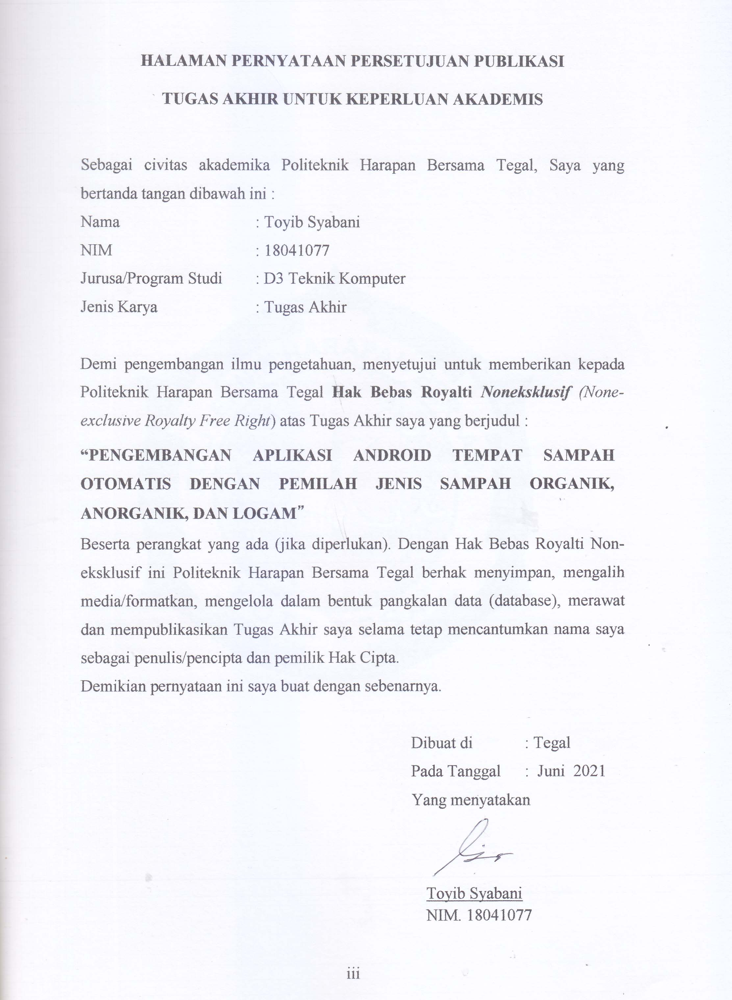 HALAMAN PERNYATAAN PERSETUJUAN PUBLIKASI
TUGAS AKHIR UNTUK KEPERLUAN AKADEMIS
Sebagai civitas akademika Politeknik Harapan Bersama Tegal, Saya yang
bertanda tangan dibawah ini :
Nama : Toyib Syabani
NIM : 18041077
Jurusa/Program Studi : D3 Teknik Komputer
Jenis Karya : Tugas Akhir
Demi pengembangan ilmu pengetahuan, menyetujui untuk memberikan kepada
Politeknik Harapan Bersama Tegal Hak Bebas Royalti Noneksklusif (None-
exclusive Royalty Free Right) atas Tugas Akhir saya yang berjudul :
“PENGEMBANGAN APLIKASI ANDROID TEMPAT SAMPAH
OTOMATIS DENGAN PEMILAH JENIS SAMPAH ORGANIK,
ANORGANIK, DAN LOGAM”
Beserta perangkat yang ada (jika diperlukan). Dengan Hak Bebas Royalti Non-
eksklusif ini Politeknik Harapan Bersama Tegal berhak menyimpan, mengalih
media/formatkan, mengelola dalam bentuk pangkalan data (database), merawat
dan mempublikasikan Tugas Akhir saya selama tetap mencantumkan nama saya
sebagai penulis/pencipta dan pemilik Hak Cipta.
Demikian pernyataan ini saya buat dengan sebenarnya.
Dibuat di : Tegal
Pada Tanggal : Juni 2021
Yang menyatakan
Toyib Syabani
NIM. 18041077
iii